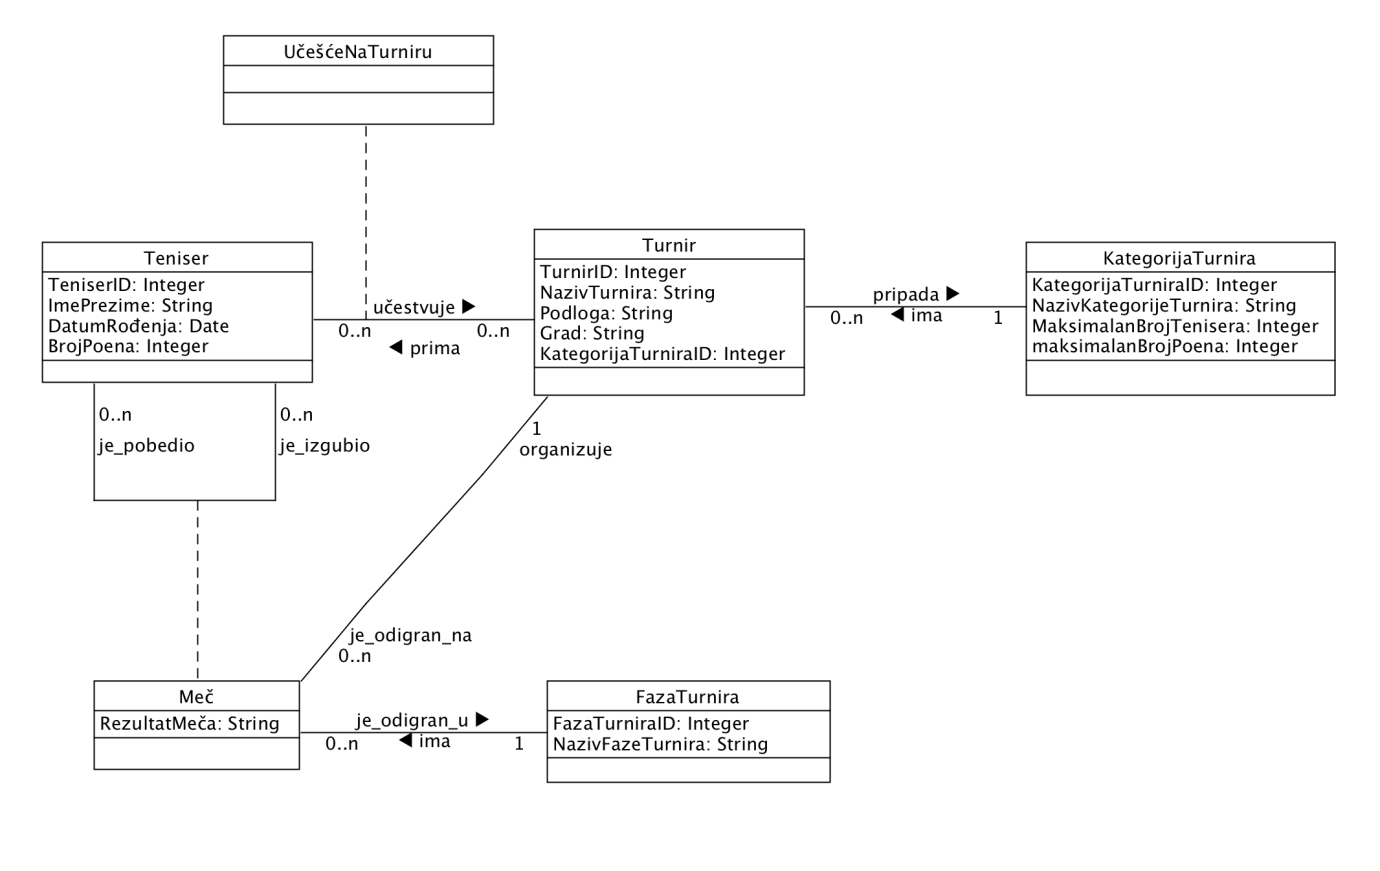 UčešćeNaTurniru
Teniser
TeniserID: Integer
ImePrezime: String
DatumRođenja: Date
BrojPoena: Integer
učestvuje ▶
0..n
0..n
◀ prima
Turnir
TurnirID: Integer
NazivTurnira: String
Podloga: String
Grad: String
KategorijaTurniraID: Integer
pripada ▶
0..n
◀ ima
1
KategorijaTurnira
KategorijaTurniraID: Integer
NazivKategorijeTurnira: String
MaksimalanBrojTenisera: Integer
maksimalanBrojPoena: Integer
0..n
je_pobedio
0..n
je_izgubio
1
organizuje
je_odigran_na
0..n
Meč
RezultatMeča: String
je_odigran_u ▶
0..n
◀ ima
1
FazaTurnira
FazaTurniraID: Integer
NazivFazeTurnira: String